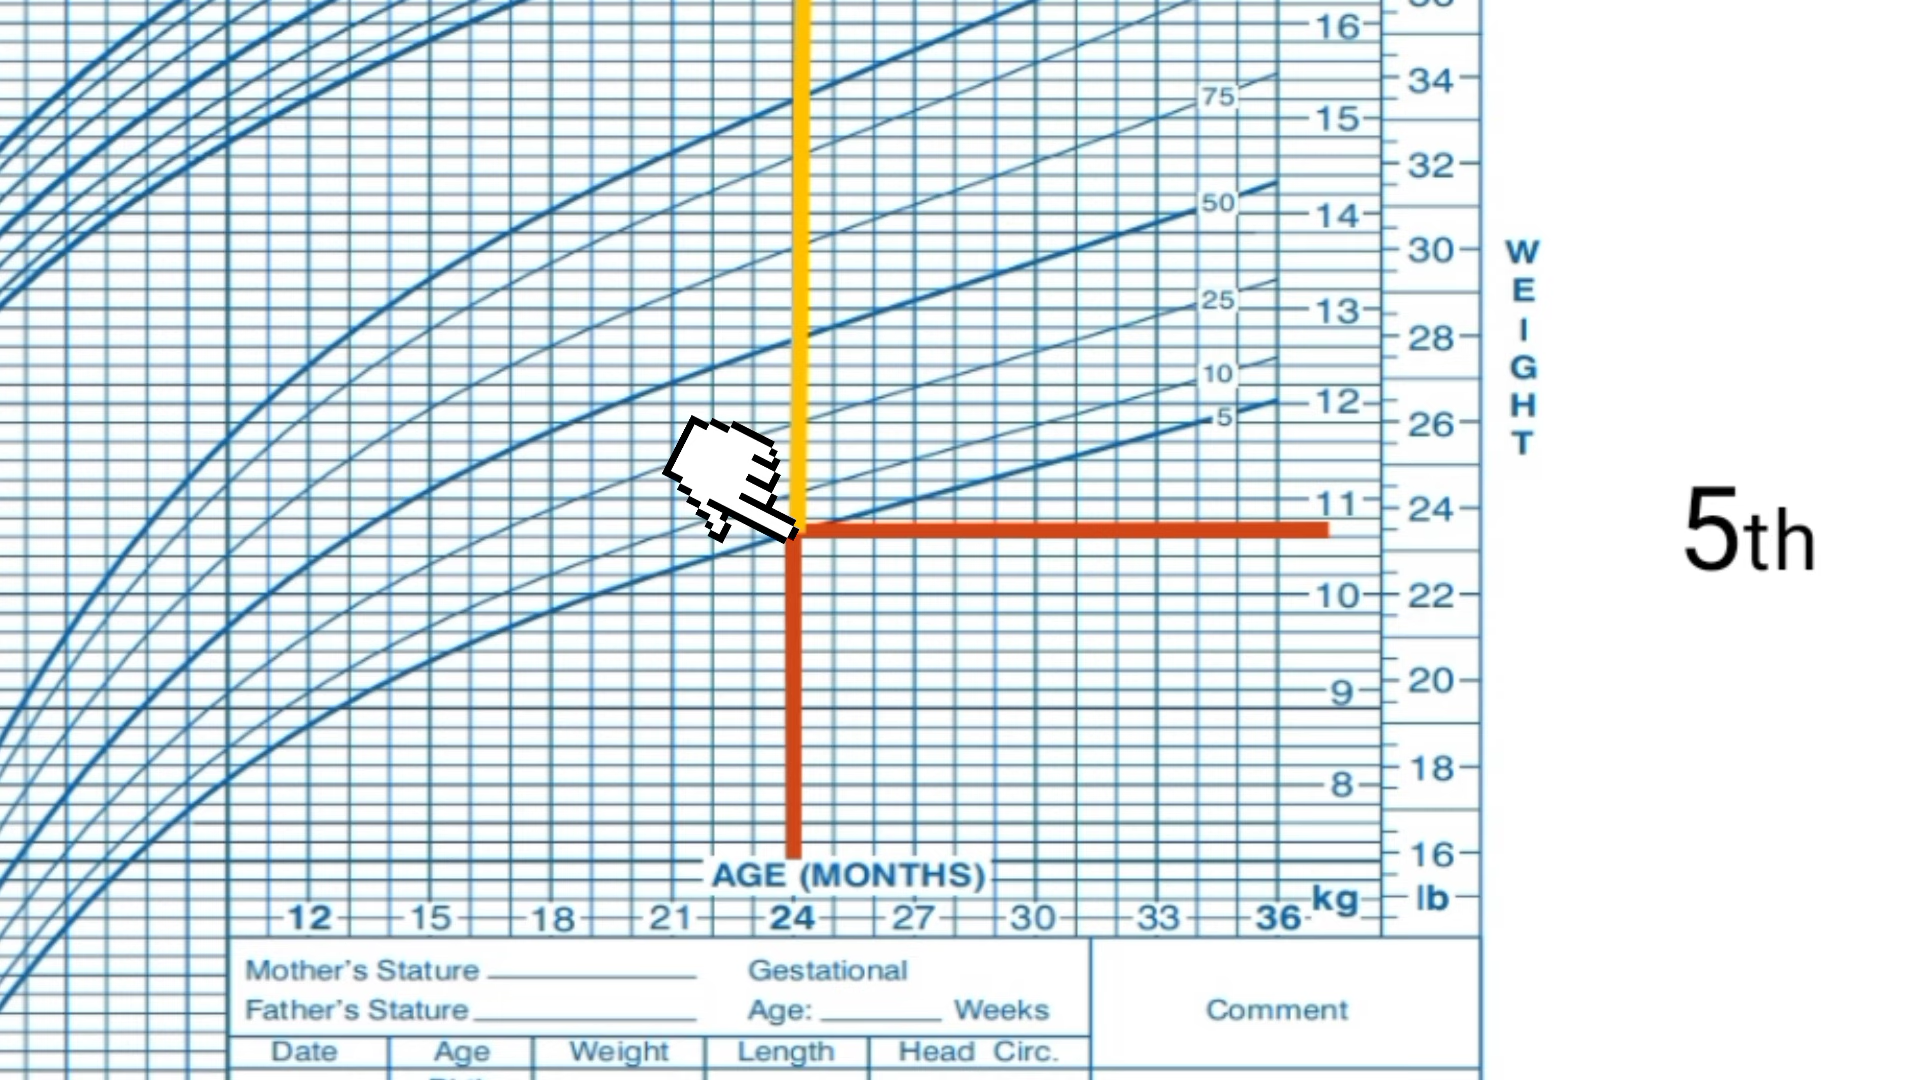 16
34
75
15
32
50
14
W
E
I
G
H
T
30
25
13
28
10
12
26
5
11
24
5th
10
22
9
20
8
18
16
AGE (MONTHS)
kg
lb
12
15
18
21
24
27
30
33
36
Mother's Stature
Gestational
Father's Stature
Age: Weeks
Comment
Date
Age
Weight
Length
Head Circ.